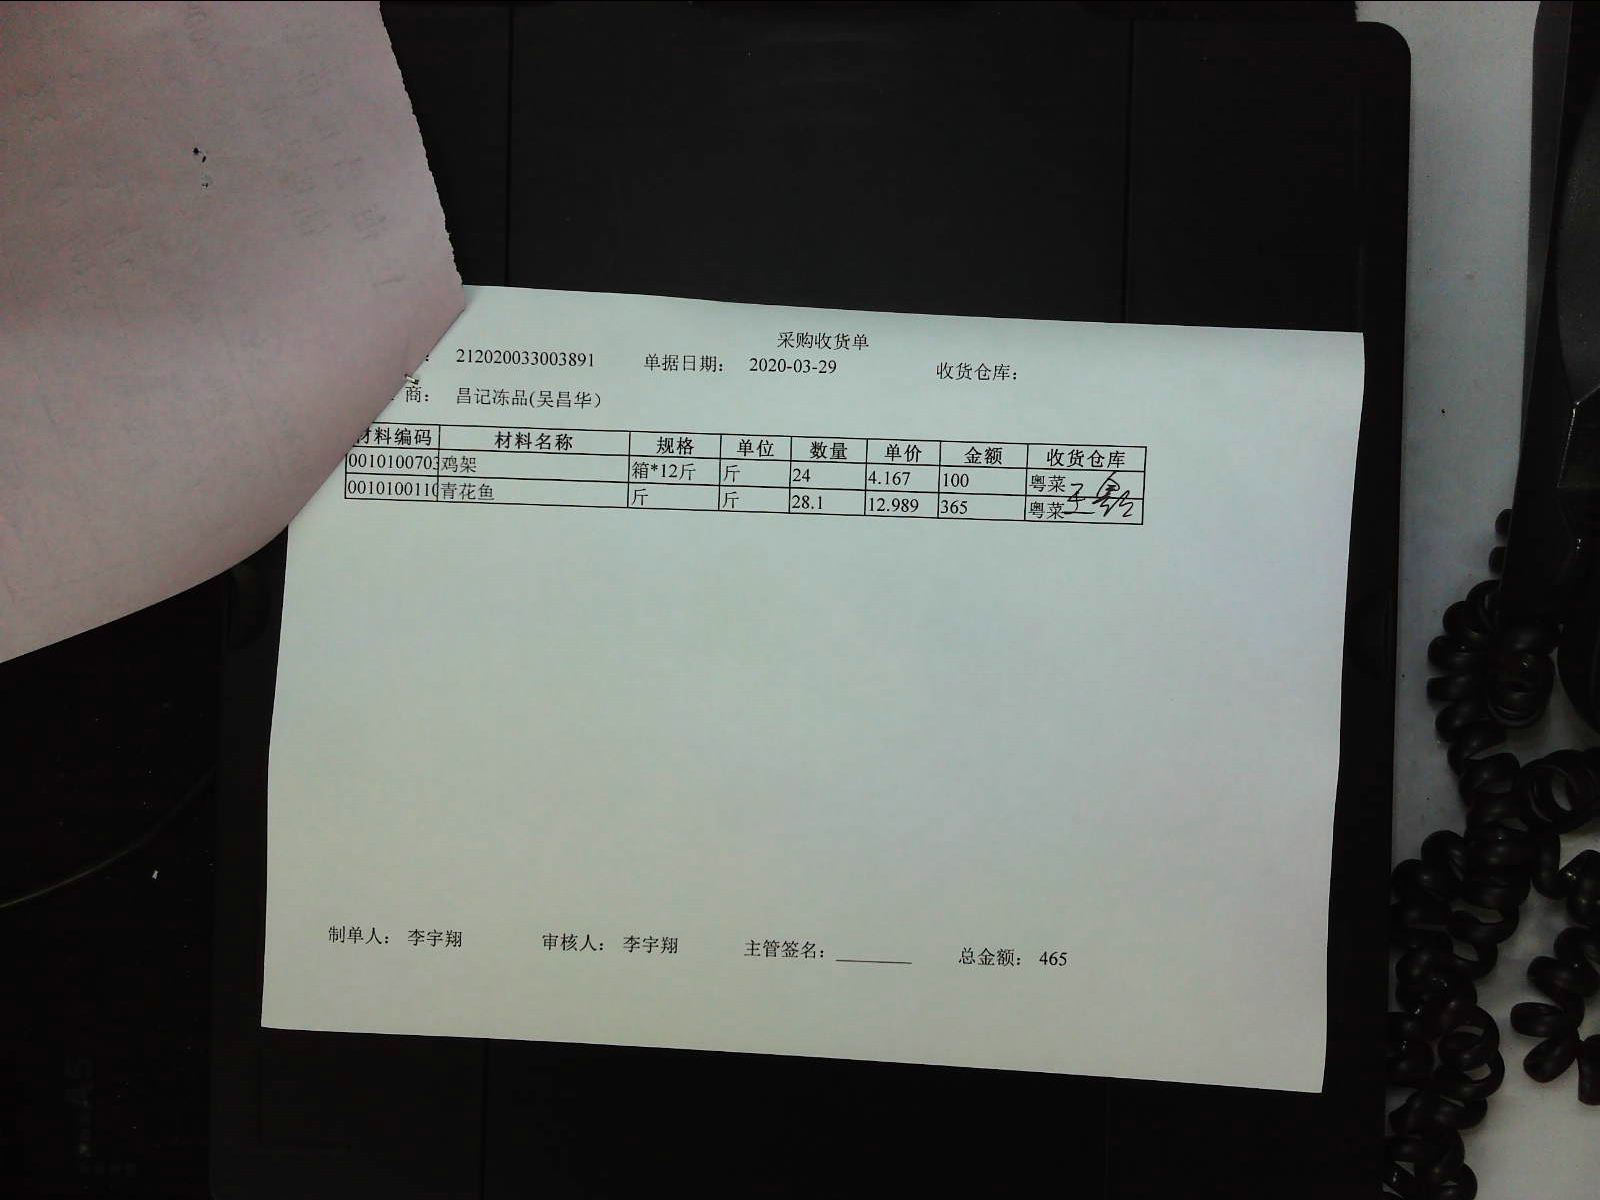 采购收货单
: 212020033003891 单据日期: 2020-03-29 收货仓库:
商: 昌记冻品(吴昌华)
材料编码 材料名称 规格 单位 数量 单价 金额 收货仓库
0010100703 鸡架 箱*12斤 斤 24 4.167 100 粤菜
001010011 青花鱼 斤 斤 28.1 12.989 365 粤菜
制单人: 李宇翔 审核人: 李宇翔 主管签名: 总金额: 465